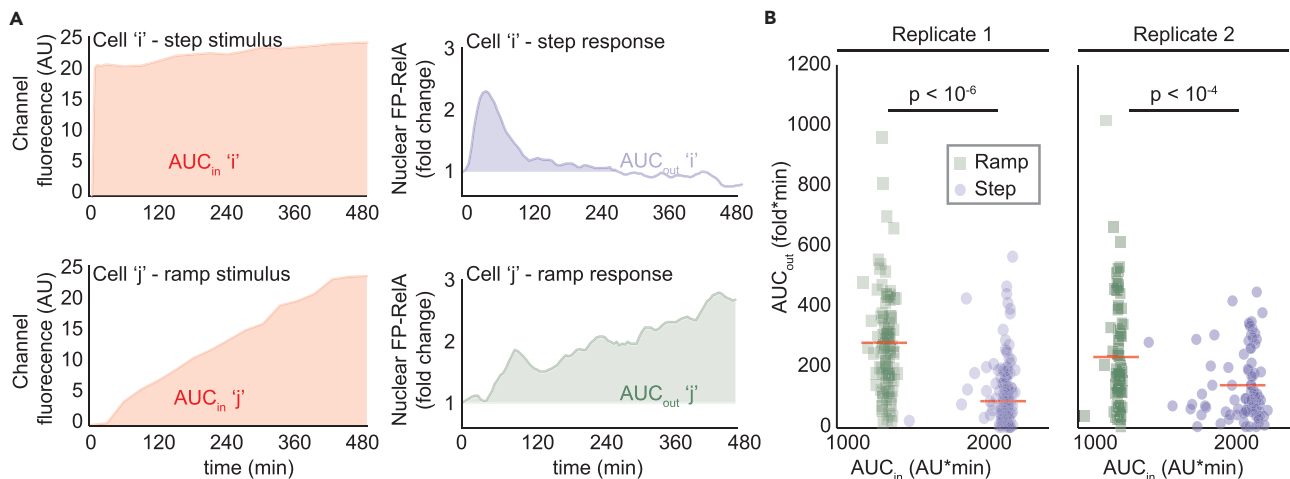 A
Cell ‘i’ - step stimulus
Channel
fluorecence (AU)
25
20
15
10
5
0
AUCin ‘i’
0 120 240 360 480
Cell ‘i’ - step response
Nuclear FP-RelA
(fold change)
3
2
1
AUCout ‘i’
0 120 240 360 480
Cell ‘j’ - ramp stimulus
Channel
fluorecence (AU)
25
20
15
10
5
0
AUCin ‘j’
0 120 240 360 480
time (min)
Cell ‘j’ - ramp response
Nuclear FP-RelA
(fold change)
3
2
1
AUCout ‘j’
0 120 240 360 480
time (min)
B
Replicate 1
Replicate 2
AUCout (fold*min)
1200
1000
800
600
400
200
0
p < 10-6
p < 10-4
Ramp
Step
1000 2000
1000 2000
AUCin (AU*min)
AUCin (AU*min)